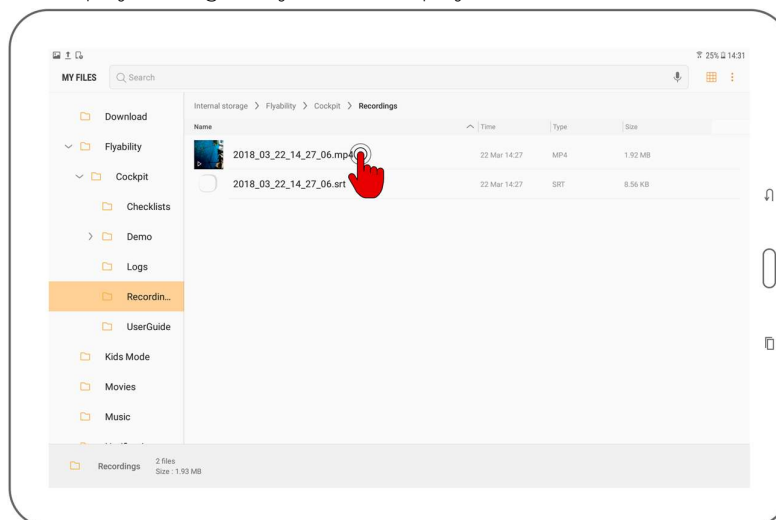 25% 14:31
MY FILES Search
Internal storage > Flyability > Cockpit > Recordings
Download
Name Time Type Size
Flyability
2018_03_22_14_27_06.mp4 22 Mar 14:27 MP4 1.92 MB
Cockpit
2018_03_22_14_27_06.srt 22 Mar 14:27 SRT 8.56 KB
Checklists
Demo
Logs
Recordin...
UserGuide
Kids Mode
Movies
Music
Recordings 2 files
Size : 1.93 MB